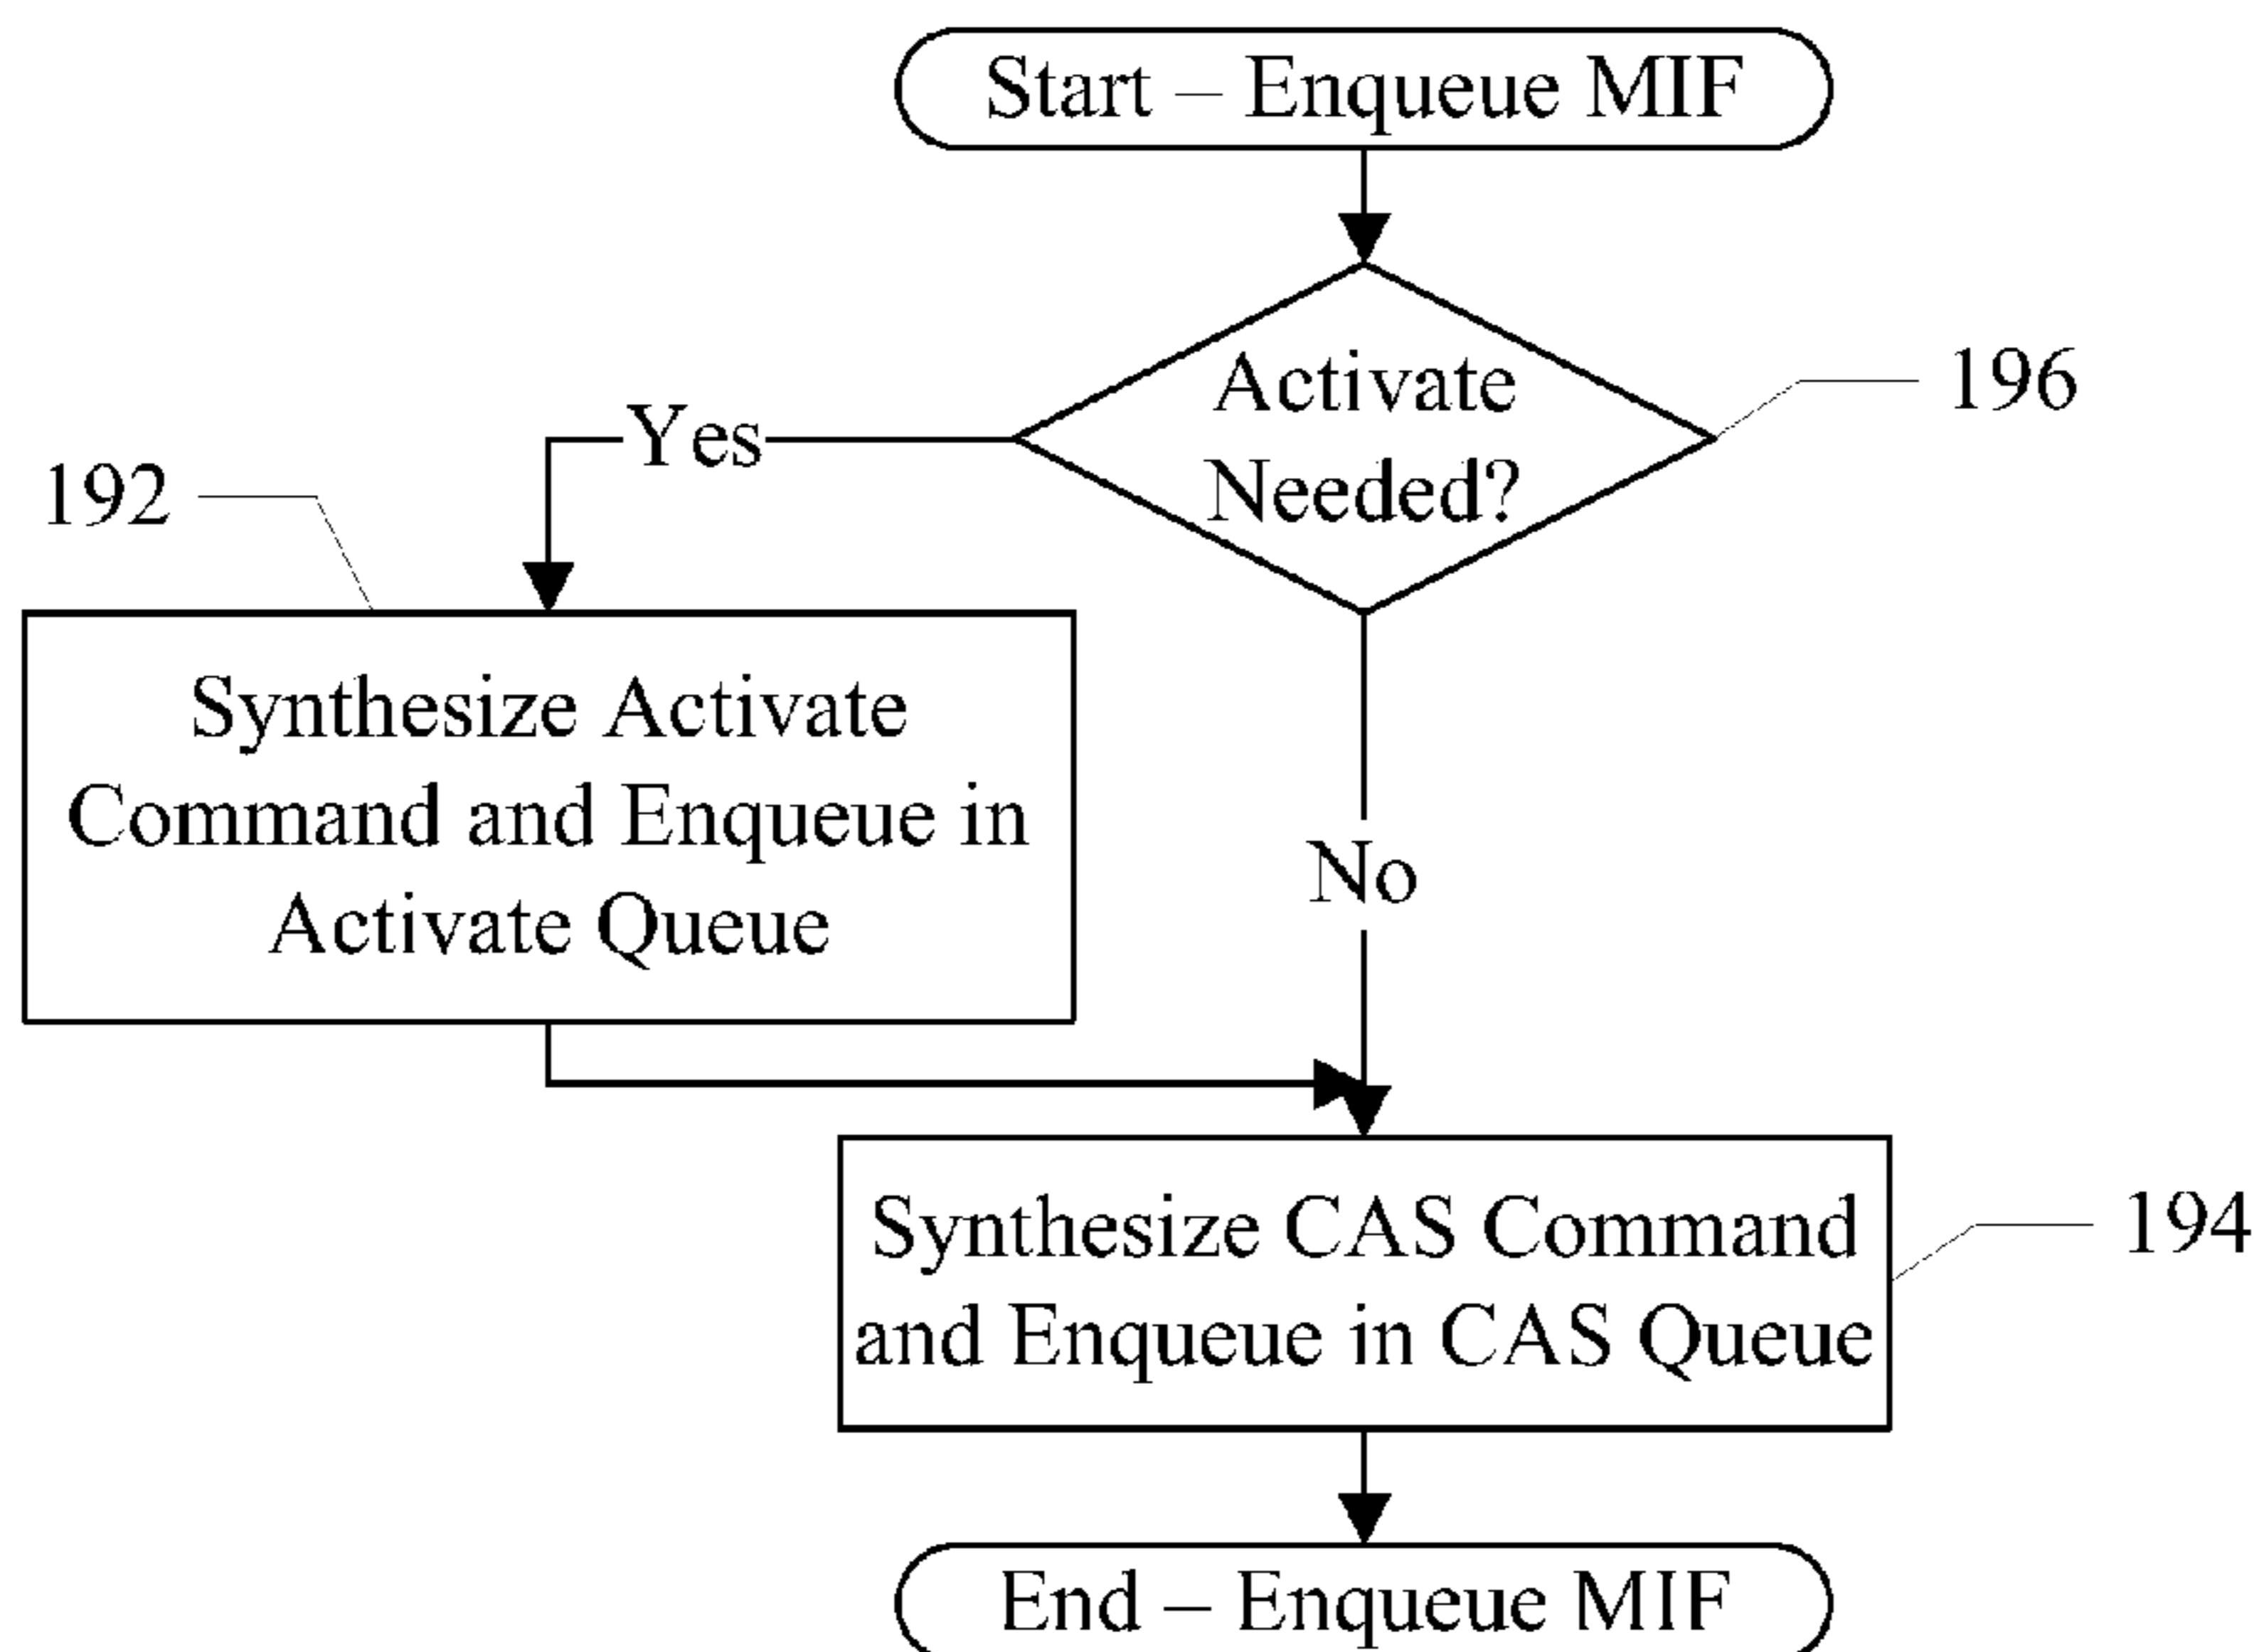 Start – Enqueue MIF
Activate
Needed?
196
Yes
192
Synthesize Activate
Command and Enqueue in
Activate Queue
No
Synthesize CAS Command
and Enqueue in CAS Queue
194
End – Enqueue MIF